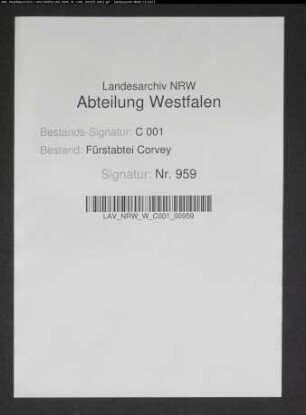 Landesarchiv NRW
Abteilung Westfalen
Bestands-Signatur: C 001
Bestand: Fürstabtei Corvey
Signatur: Nr. 959
LAV_NRW_W_C001_00959